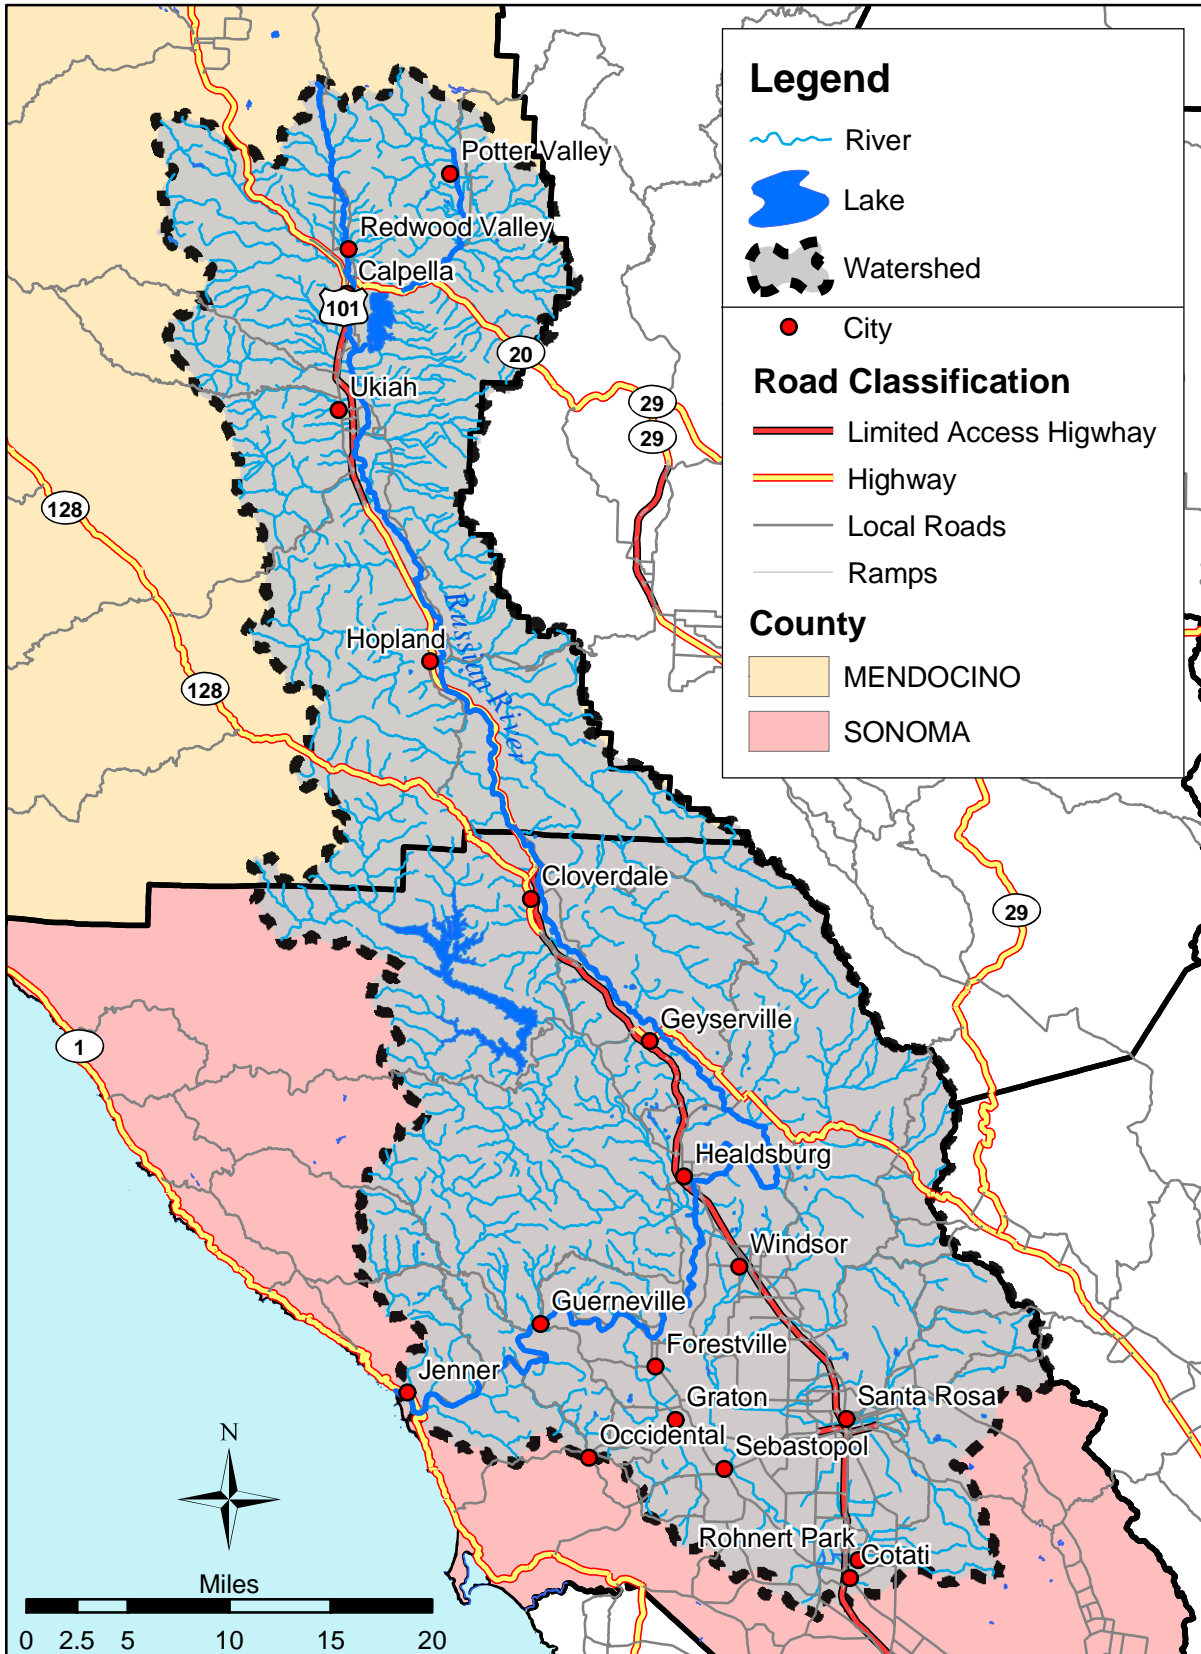 Legend
River
Lake
Watershed
City
Road Classification
Limited Access Higwhay
Highway
Local Roads
Ramps
County
MENDOCINO
SONOMA
Potter Valley
Redwood Valley
Calpella
101
20
Ukiah
29
29
128
Hopland
Russian River
128
Cloverdale
29
Geyserville
1
Healdsburg
Windsor
Guerneville
Forestville
Jenner
Graton
Santa Rosa
Occidental
Sebastopol
N
Rohnert Park
Cotati
Miles
0 2.5 5 10 15 20